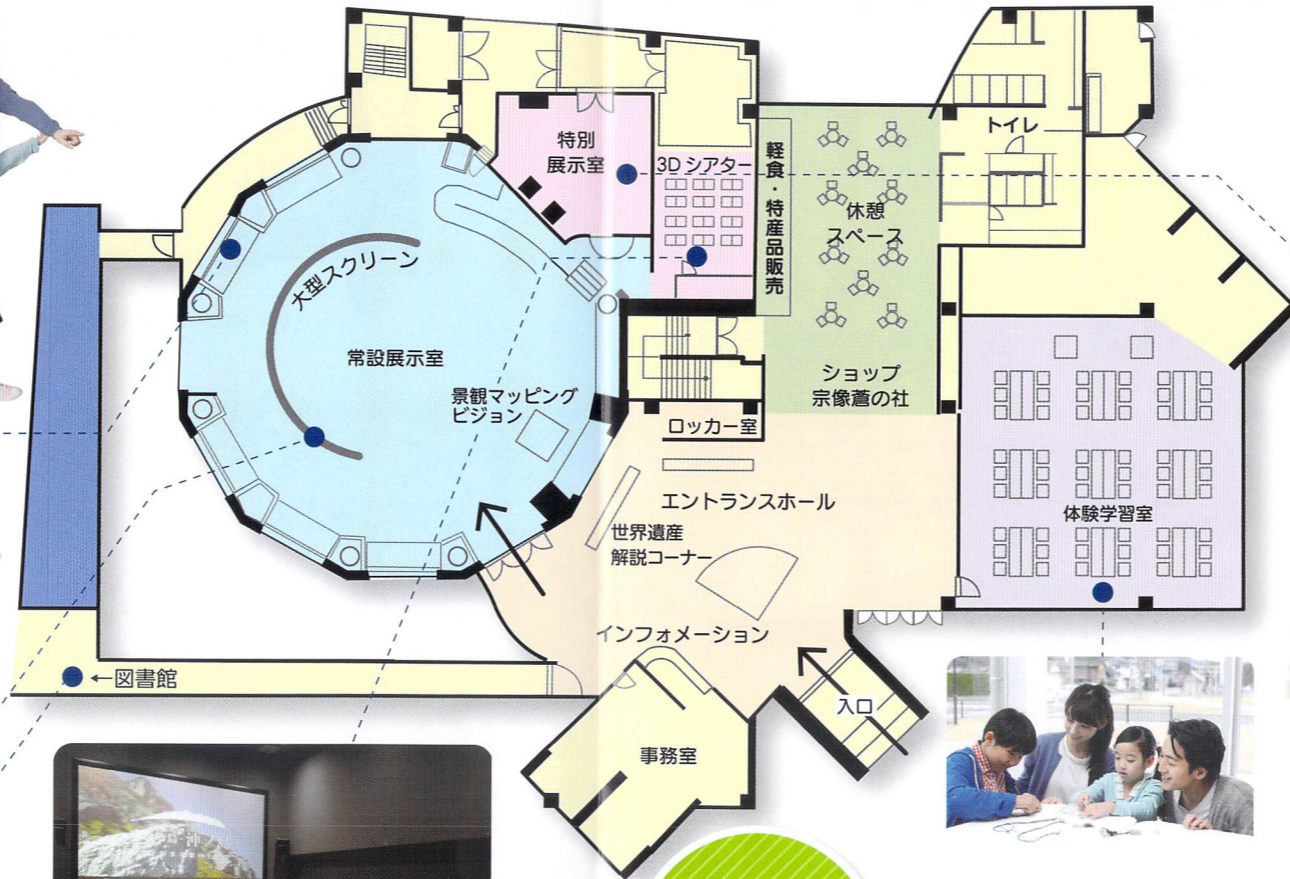 特別
展示室
3D シアター
軽食・特産品販売
トイレ
休憩
スペース
大型スクリーン
常設展示室
景観マッピング
ビジョン
ショップ
宗像蒼の社
ロッカー室
エントランスホール
世界遺産
解説コーナー
体験学習室
インフォメーション
←図書館
入口
事務室